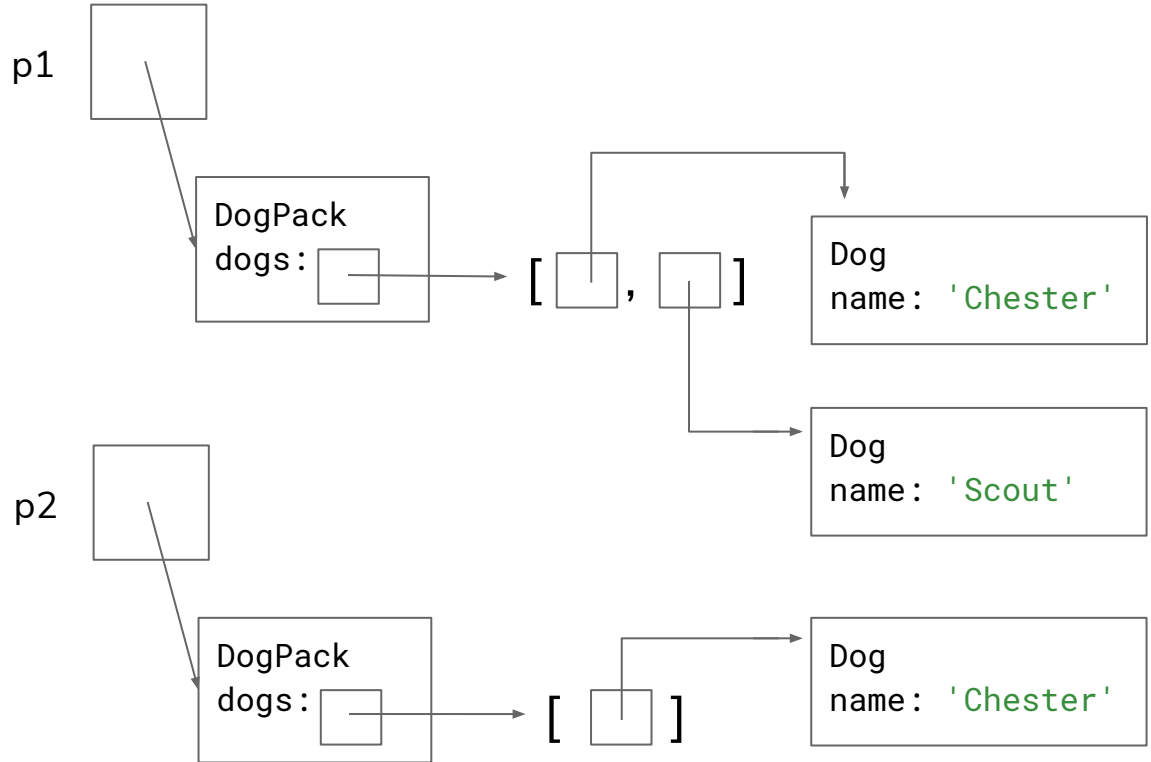 p1
DogPack
dogs:
[ , ]
Dog
name: 'Chester'
Dog
name: 'Scout'
p2
DogPack
dogs:
[ ]
Dog
name: 'Chester'